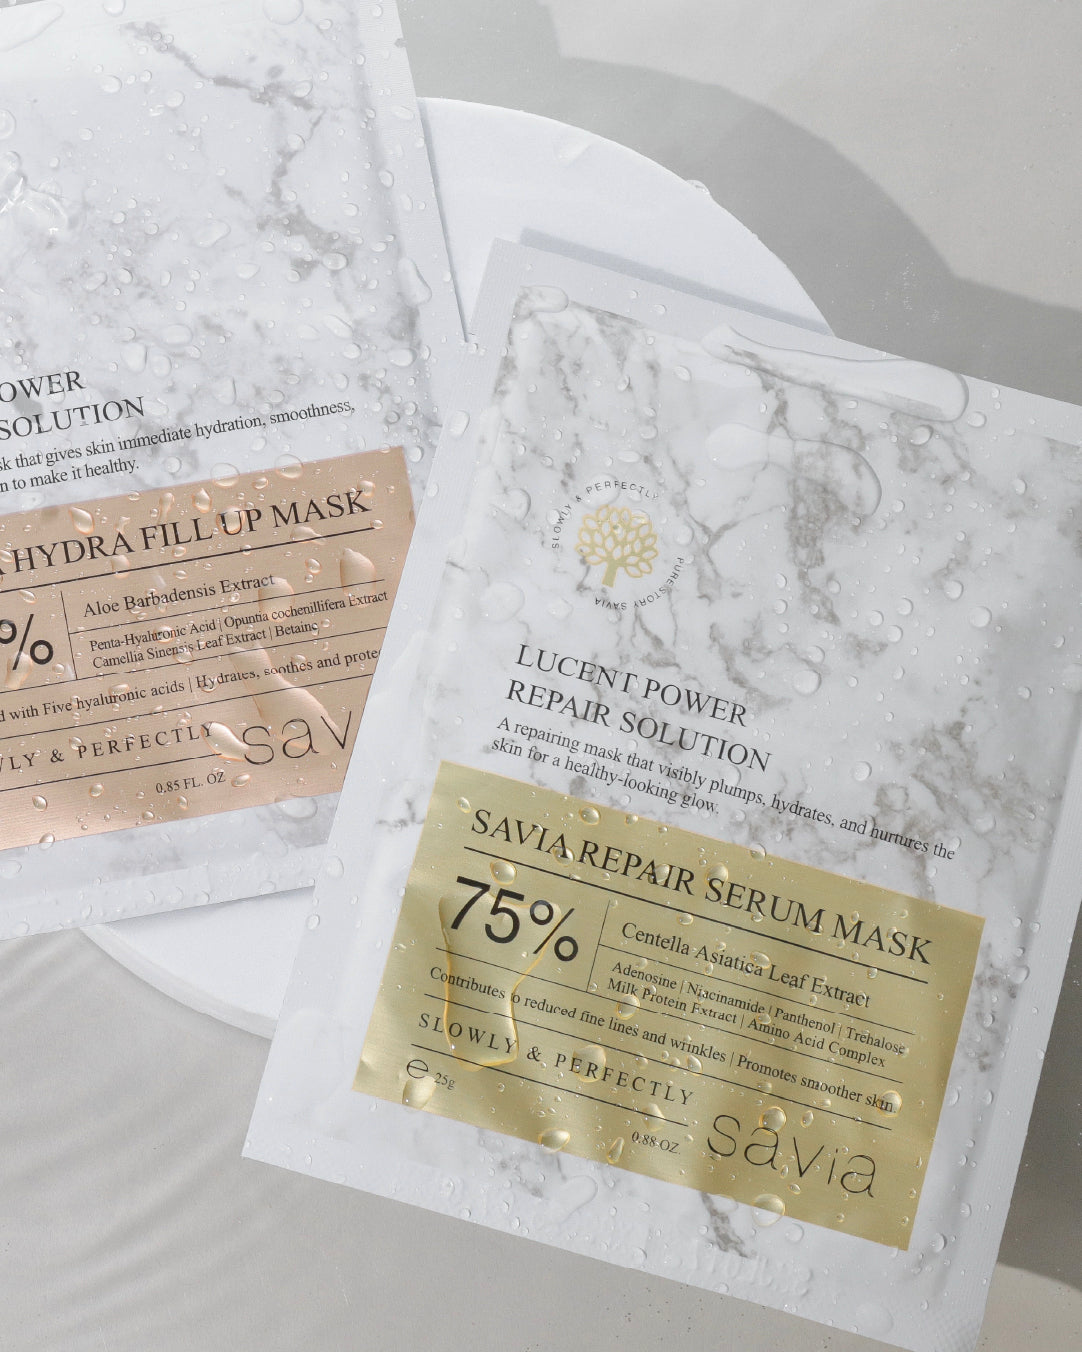 OWER
SOLUTION
sk that gives skin immediate hydration, smoothness,
n to make it healthy.
HYDRA FILL UP MASK
%
Aloe Barbadensis Extract
Penta-Hyaluronic Acid | Opuntia cochenillifera Extract
Camellia Sinensis Leaf Extract | Betaine
d with Five hyaluronic acids | Hydrates, soothes and prote
LY & PERFECTLY
0.85 FL. OZ
sav
SLOWLY & PERFECTLY
PURESTORY SAVIA
LUCENT POWER
REPAIR SOLUTION
A repairing mask that visibly plumps, hydrates, and nurtures the
skin for a healthy-looking glow.
SAVIA REPAIR SERUM MASK
75%
Centella Asiatica Leaf Extract
Adenosine | Niacinamide | Panthenol | Trehalose
Milk Protein Extract | Amino Acid Complex
Contributes to reduced fine lines and wrinkles | Promotes smoother skin.
SLOWLY & PERFECTLY
℮ 25g
0.88 OZ.
savia